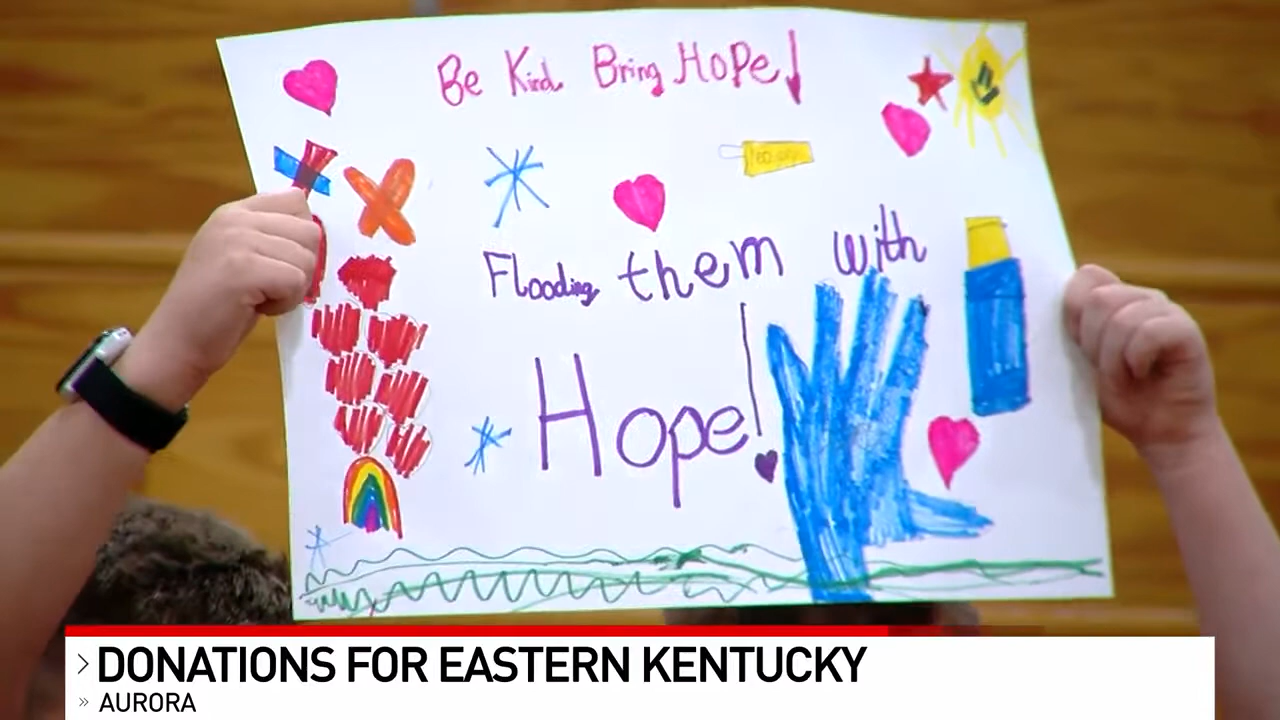 Be Kind Bring HoPe!
Flooding them with
Hope!
DONATIONS FOR EASTERN KENTUCKY
AURORA